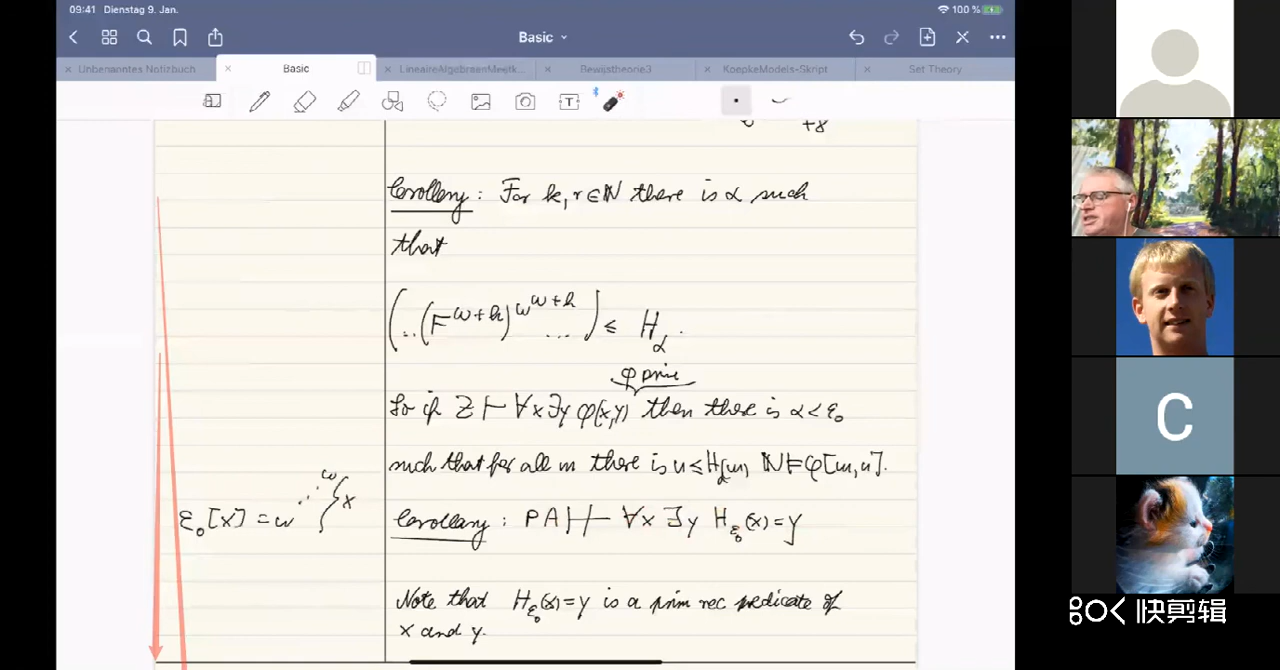 09:41 Dienstag 9. Jan.
100 %
Basic
Unbenanntes Notizbuch
Basic
LineaireAlgebraenMeetk...
Bewijstheorie3
KoepkeModels-Skript
Set Theory
+8
Corollary : For k, r ∈ ℕ there is α such
that
(..(F^{ω+k})^{ω^{ω+k}} ...) ≤ H_α.
φ prim
So if Z ⊢ ∀x ∃y φ(x,y) then there is α < ε₀
such that for all m there is n ≤ H_α(m) ℕ ⊨ φ[m,n].
ε₀[x] = ω^{⋰^ω} } x
Corollary : PA ⊬ ∀x ∃y H_{ε₀}(x) = y
Note that H_{ε₀}(x) = y is a prim rec predicate of
x and y.
C
快剪辑